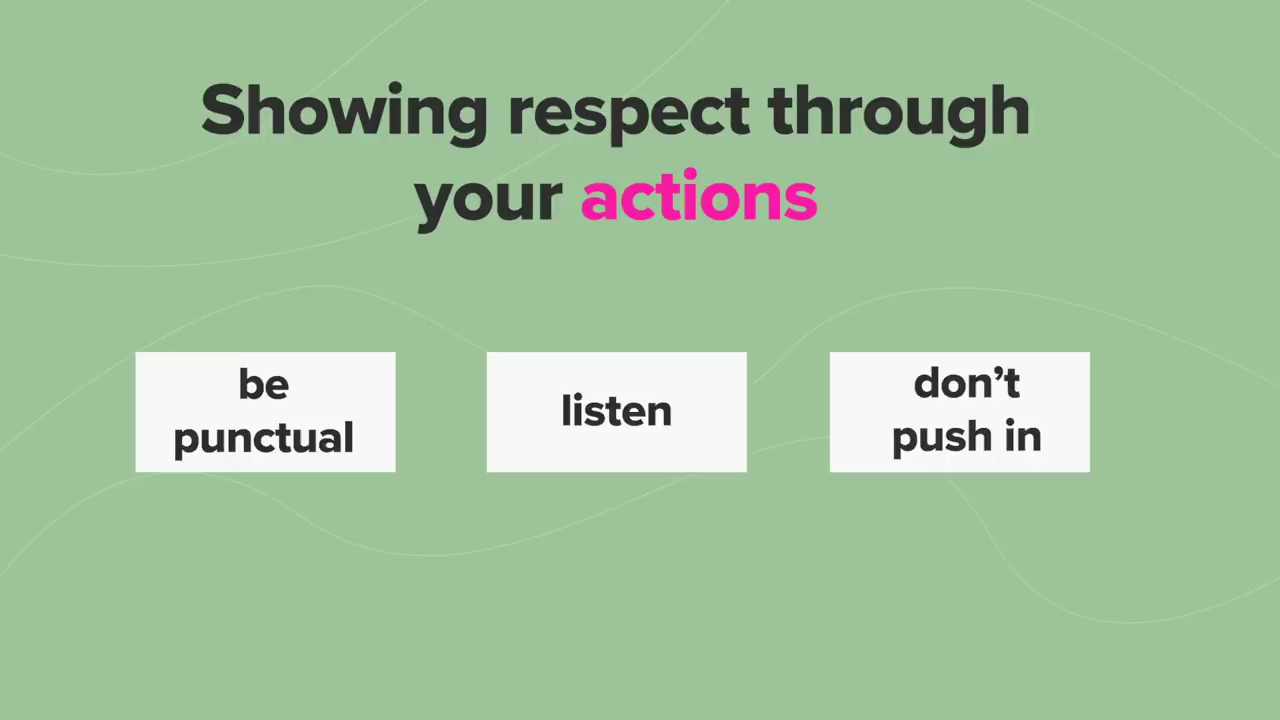 Showing respect through
your actions
be
punctual
listen
don’t
push in